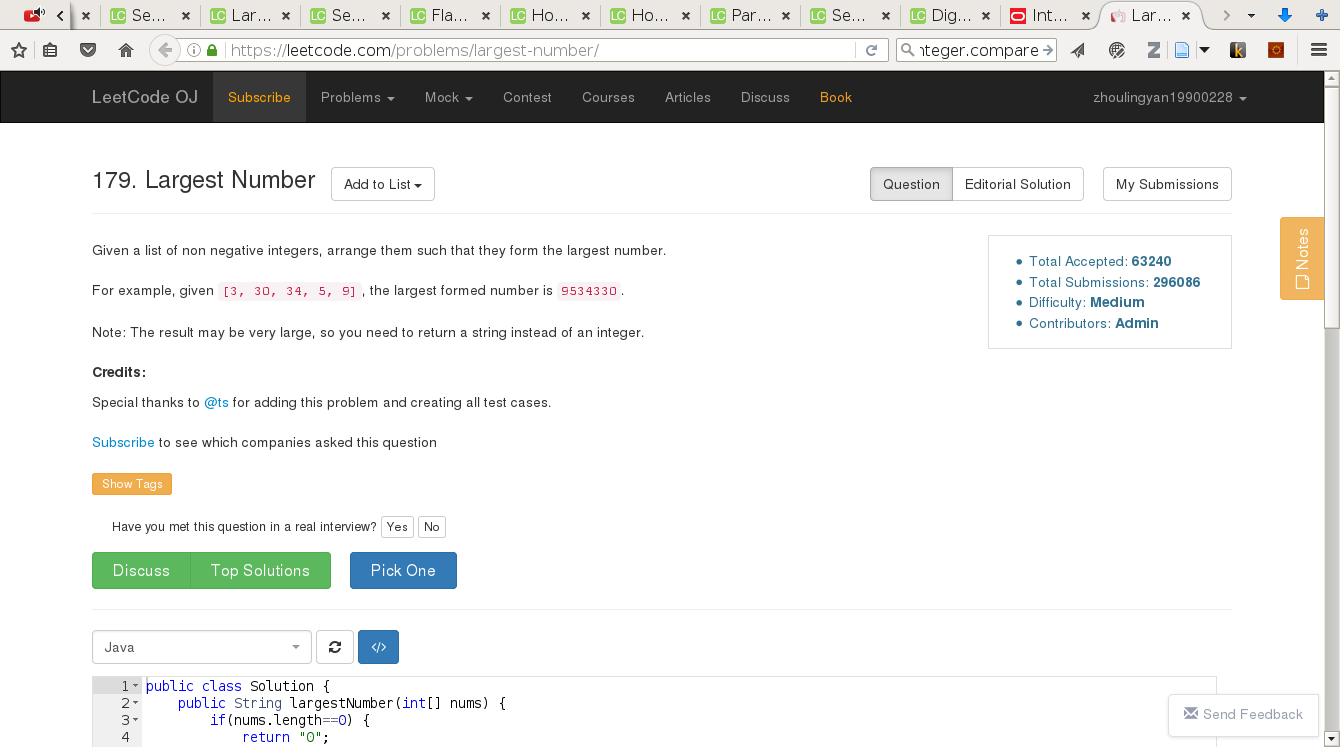 Se... Lar... Se... Fla... Ho... Ho... Par... Se... Dig... Int... Lar...
https://leetcode.com/problems/largest-number/ nteger.compare
LeetCode OJ Subscribe Problems Mock Contest Courses Articles Discuss Book zhoulingyan19900228
179. Largest Number Add to List Question Editorial Solution My Submissions
Given a list of non negative integers, arrange them such that they form the largest number.
For example, given [3, 30, 34, 5, 9], the largest formed number is 9534330.
Note: The result may be very large, so you need to return a string instead of an integer.
Credits:
Special thanks to @ts for adding this problem and creating all test cases.
Subscribe to see which companies asked this question
Show Tags
Total Accepted: 63240
Total Submissions: 296086
Difficulty: Medium
Contributors: Admin
Notes
Have you met this question in a real interview? Yes No
Discuss Top Solutions Pick One
Java </>
1 public class Solution {
2 public String largestNumber(int[] nums) {
3 if(nums.length==0) {
4 return "0";
Send Feedback